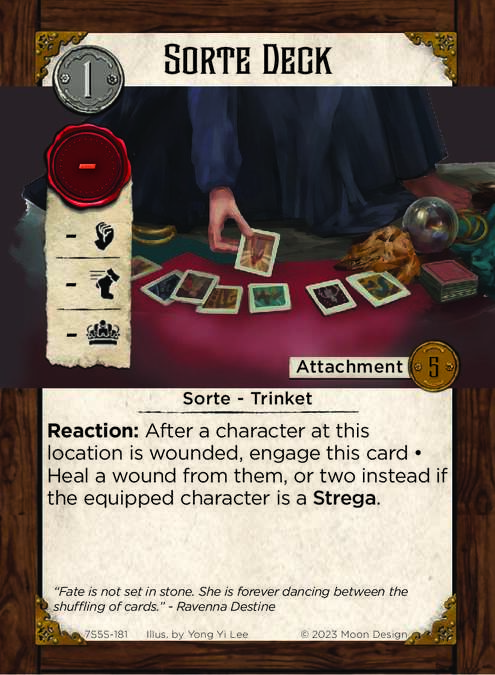 Sorte Deck
1
-
-
-
-
Attachment
5
Sorte - Trinket
Reaction: After a character at this
location is wounded, engage this card •
Heal a wound from them, or two instead if
the equipped character is a Strega.
“Fate is not set in stone. She is forever dancing between the
shuffling of cards.” - Ravenna Destine
7S5S-181 Illus. by Yong Yi Lee © 2023 Moon Design